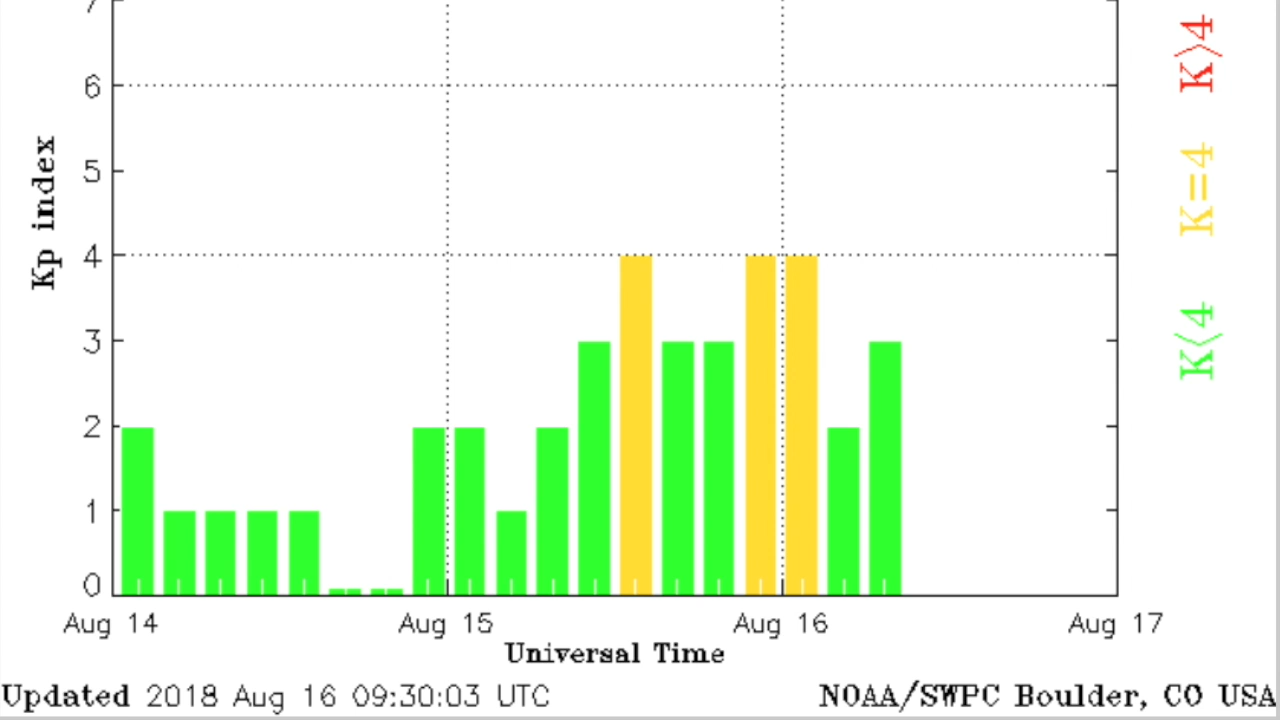 7
6
5
4
3
2
1
0
Kp index
K>4
K=4
K<4
Aug 14
Aug 15
Aug 16
Aug 17
Universal Time
Updated 2018 Aug 16 09:30:03 UTC
NOAA/SWPC Boulder, CO USA